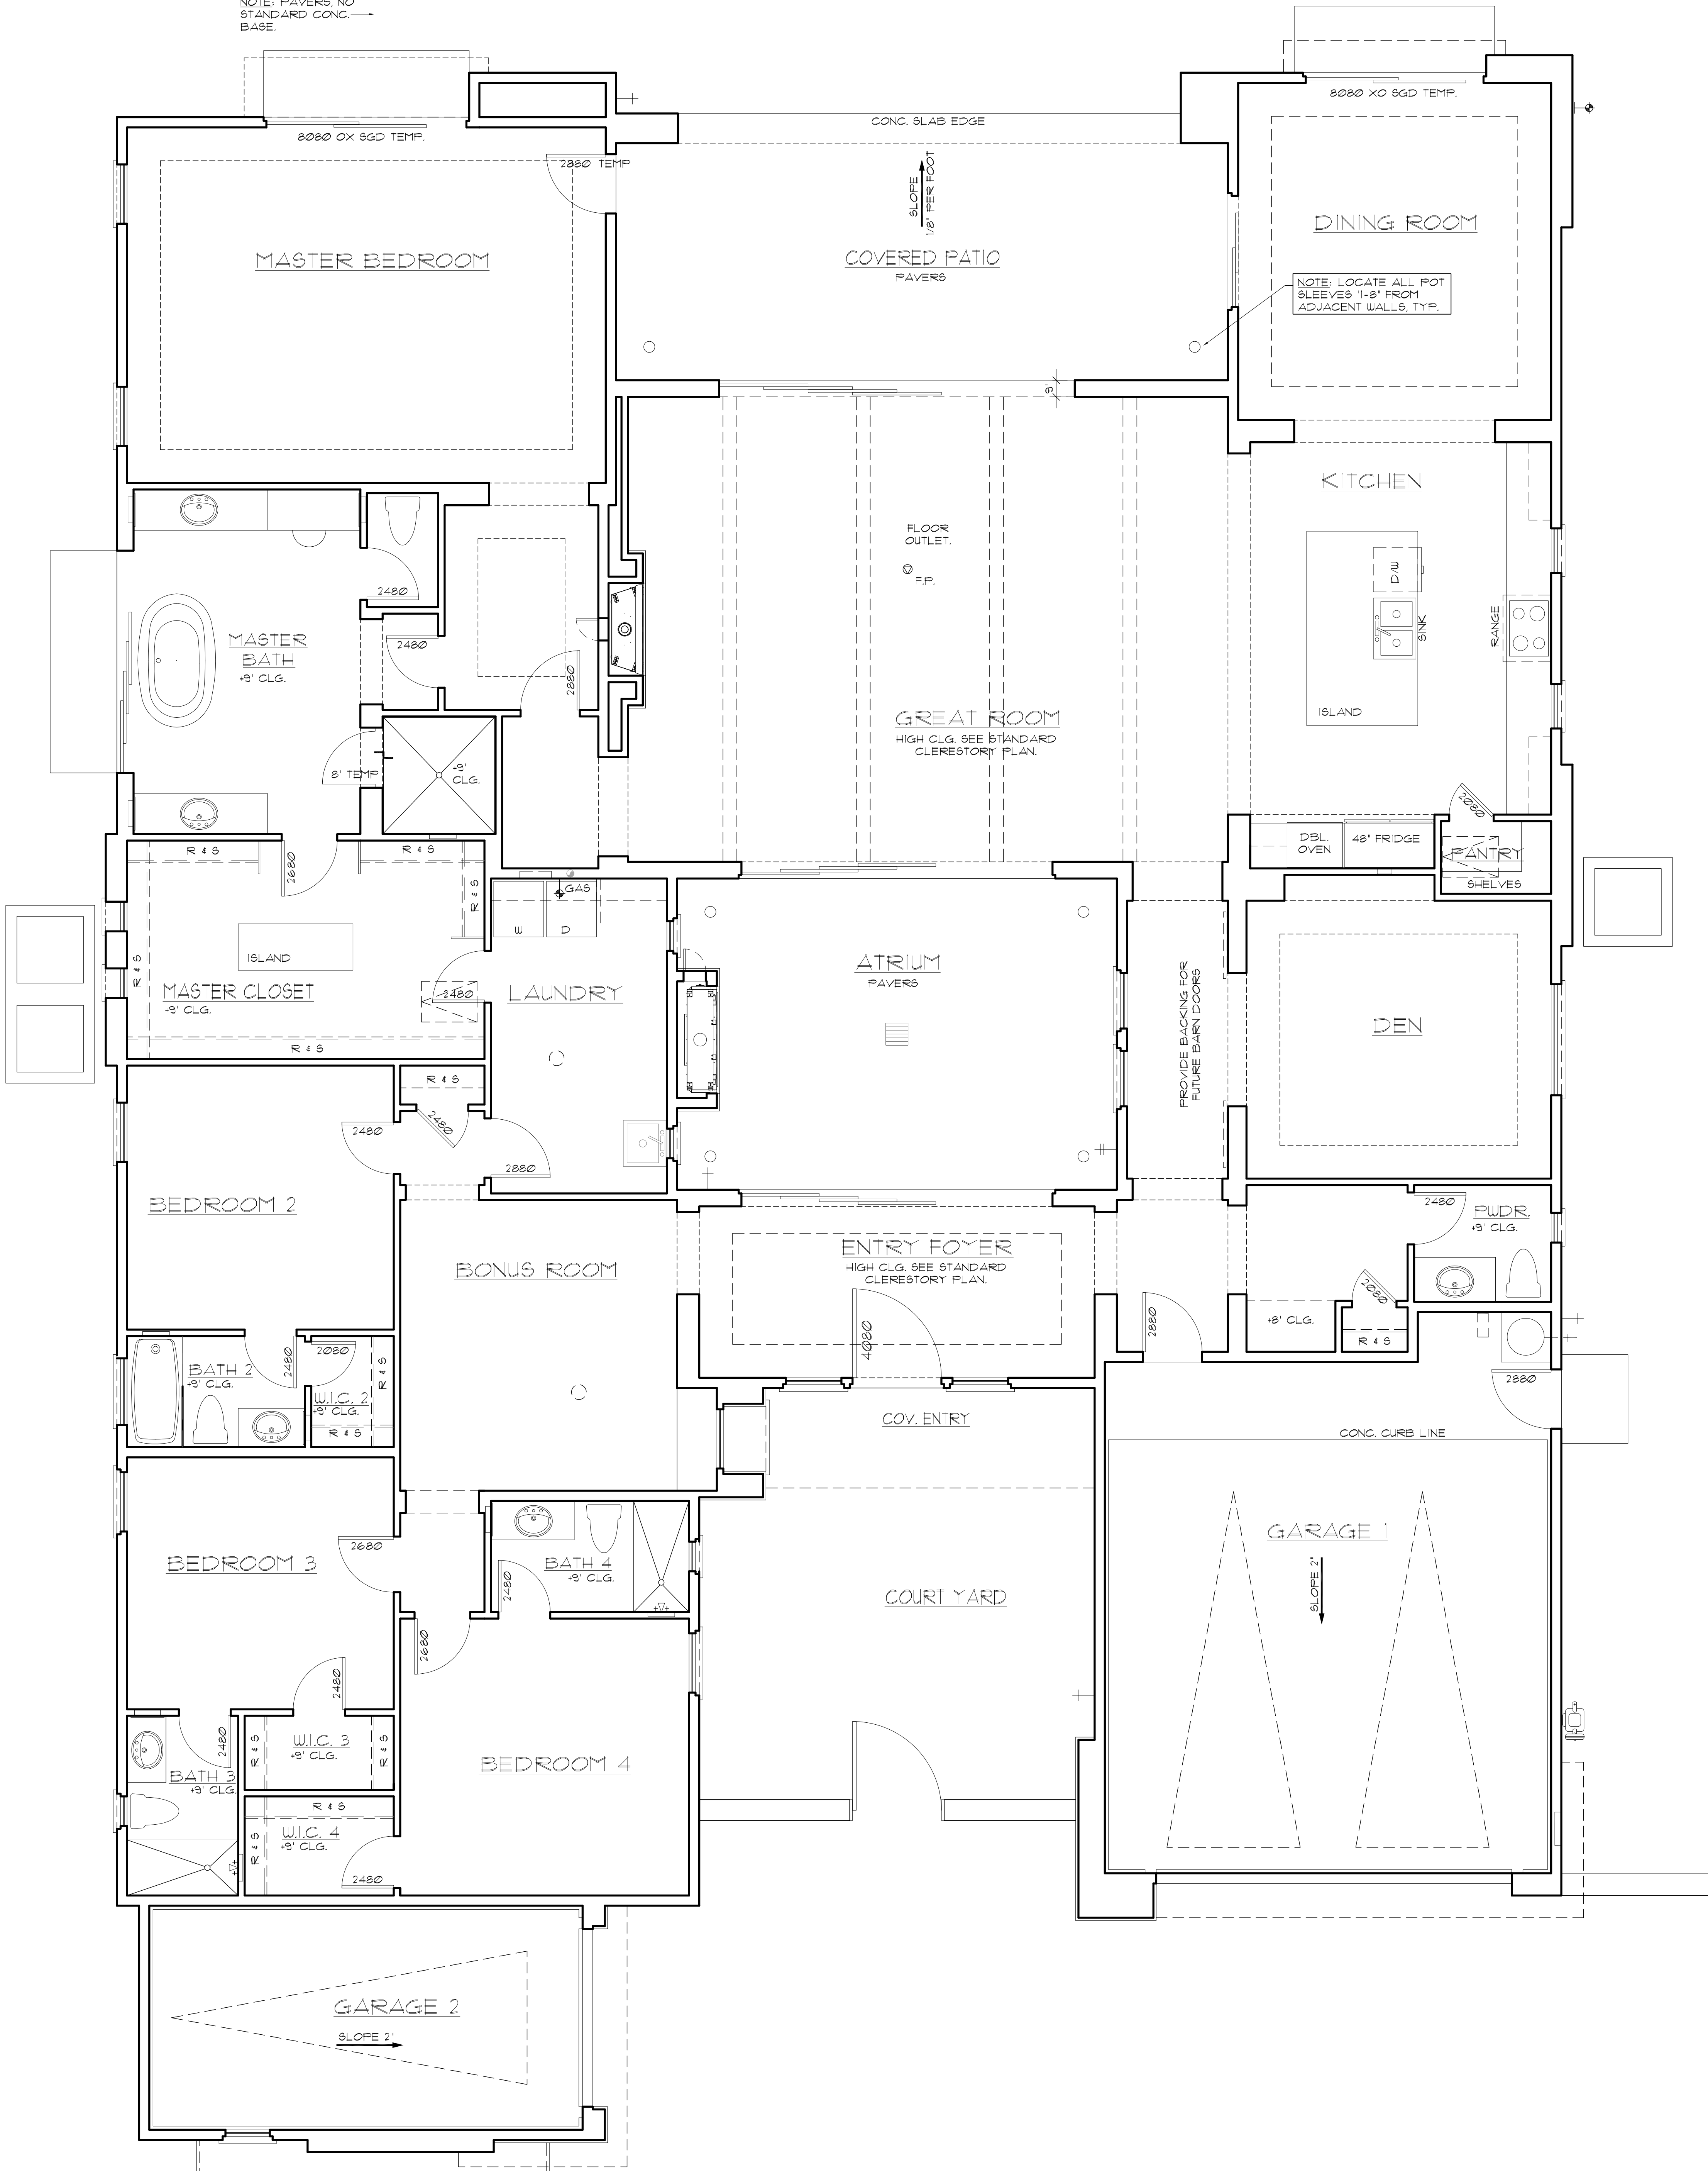 NOTE: PAVERS, NO
STANDARD CONC.
BASE.
8080 OX SGD TEMP.
8080 XO SGD TEMP.
CONC. SLAB EDGE
2880 TEMP
SLOPE
1/8" PER FOOT
MASTER BEDROOM
COVERED PATIO
PAVERS
DINING ROOM
NOTE: LOCATE ALL POT
SLEEVES '1-8" FROM
ADJACENT WALLS, TYP.
9"
KITCHEN
FLOOR
OUTLET.
F.P.
D/W
SINK
RANGE
ISLAND
2480
MASTER
BATH
+9' CLG.
2480
2880
GREAT ROOM
HIGH CLG. SEE STANDARD
CLERESTORY PLAN.
8' TEMP
+9'
CLG.
2080
DBL.
OVEN
48" FRIDGE
PANTRY
SHELVES
R & S
R & S
2680
R & S
R & S
ISLAND
MASTER CLOSET
+9' CLG.
2480
R & S
GAS
W
D
LAUNDRY
ATRIUM
PAVERS
PROVIDE BACKING FOR
FUTURE BARN DOORS
DEN
R & S
2480
2480
2880
BEDROOM 2
BONUS ROOM
ENTRY FOYER
HIGH CLG. SEE STANDARD
CLERESTORY PLAN.
4080
2480
PWDR.
+9' CLG.
2080
+8' CLG.
R & S
2880
2880
BATH 2
+9' CLG.
2480
2080
R & S
W.I.C. 2
+9' CLG.
R & S
COV. ENTRY
CONC. CURB LINE
GARAGE 1
SLOPE 2"
BEDROOM 3
2680
BATH 4
+9' CLG.
2480
2680
COURT YARD
2480
2480
W.I.C. 3
+9' CLG.
R & S
R & S
BATH 3
+9' CLG.
BEDROOM 4
R & S
W.I.C. 4
+9' CLG.
R & S
2480
GARAGE 2
SLOPE 2"